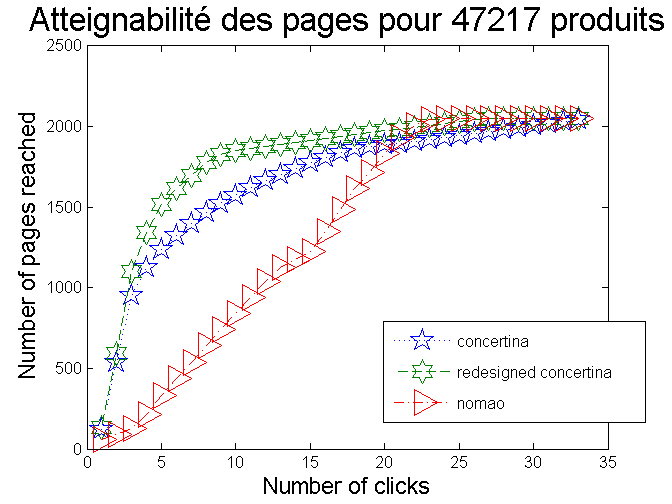 Atteignabilité des pages pour 47217 produits
2500
2000
1500
1000
500
0
Number of pages reached
0 5 10 15 20 25 30 35
Number of clicks
concertina
redesigned concertina
nomao